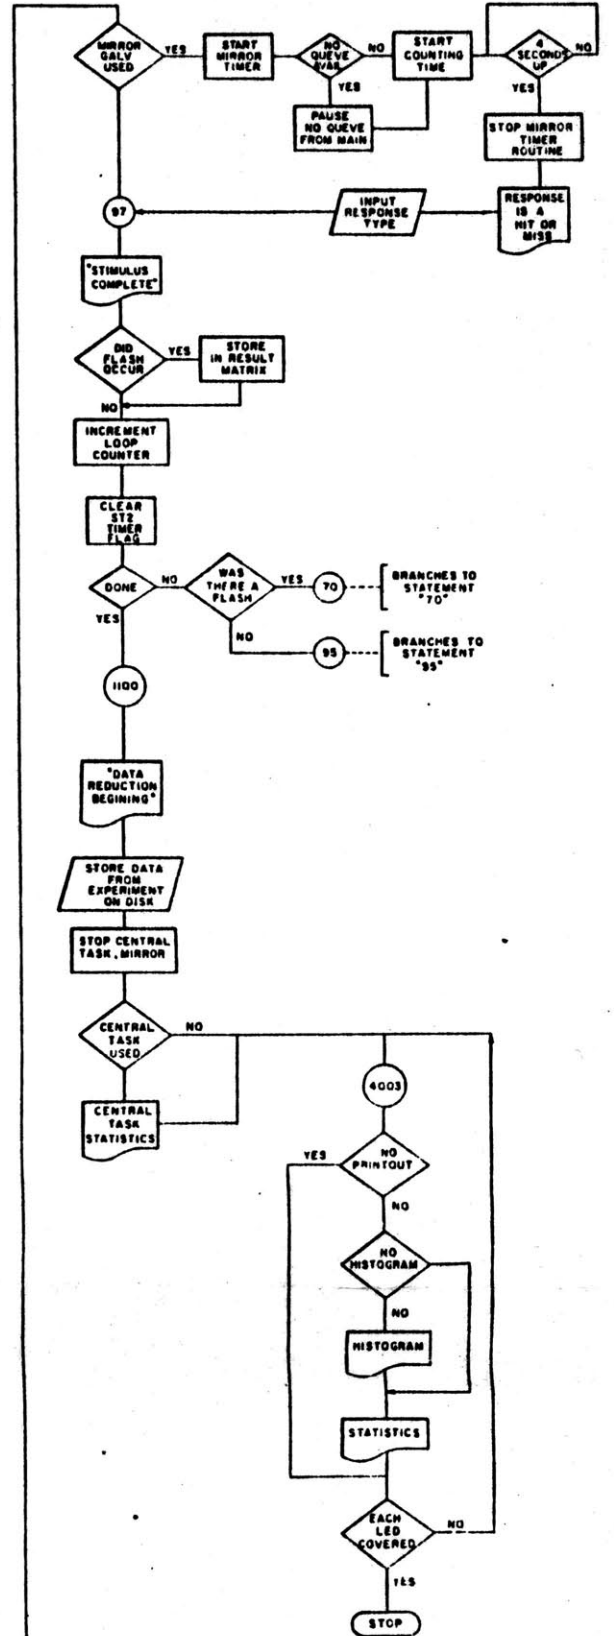 MIRROR
GALV
USED
YES
START
MIRROR
TIMER
NO
QUEVE
AVAIL
NO
YES
START
COUNTING
TIME
4
SECONDS
UP
NO
YES
PAUSE
NO QUEVE
FROM MAIN
STOP MIRROR
TIMER
ROUTINE
97
INPUT
RESPONSE
TYPE
RESPONSE
IS A
HIT OR
MISS
"STIMULUS
COMPLETE"
DID
FLASH
OCCUR
YES
STORE
IN RESULT
MATRIX
NO
INCREMENT
LOOP
COUNTER
CLEAR
ST2
TIMER
FLAG
DONE
NO
WAS
THERE A
FLASH
YES
70
BRANCHES TO
STATEMENT
"70"
YES
NO
95
BRANCHES TO
STATEMENT
"95"
1100
"DATA
REDUCTION
BEGINING"
STORE DATA
FROM
EXPERIMENT
ON DISK
STOP CENTRAL
TASK, MIRROR
CENTRAL
TASK
USED
NO
4003
CENTRAL
TASK
STATISTICS
YES
NO
PRINTOUT
NO
NO
HISTOGRAM
NO
HISTOGRAM
STATISTICS
EACH
LED
COVERED
NO
YES
STOP